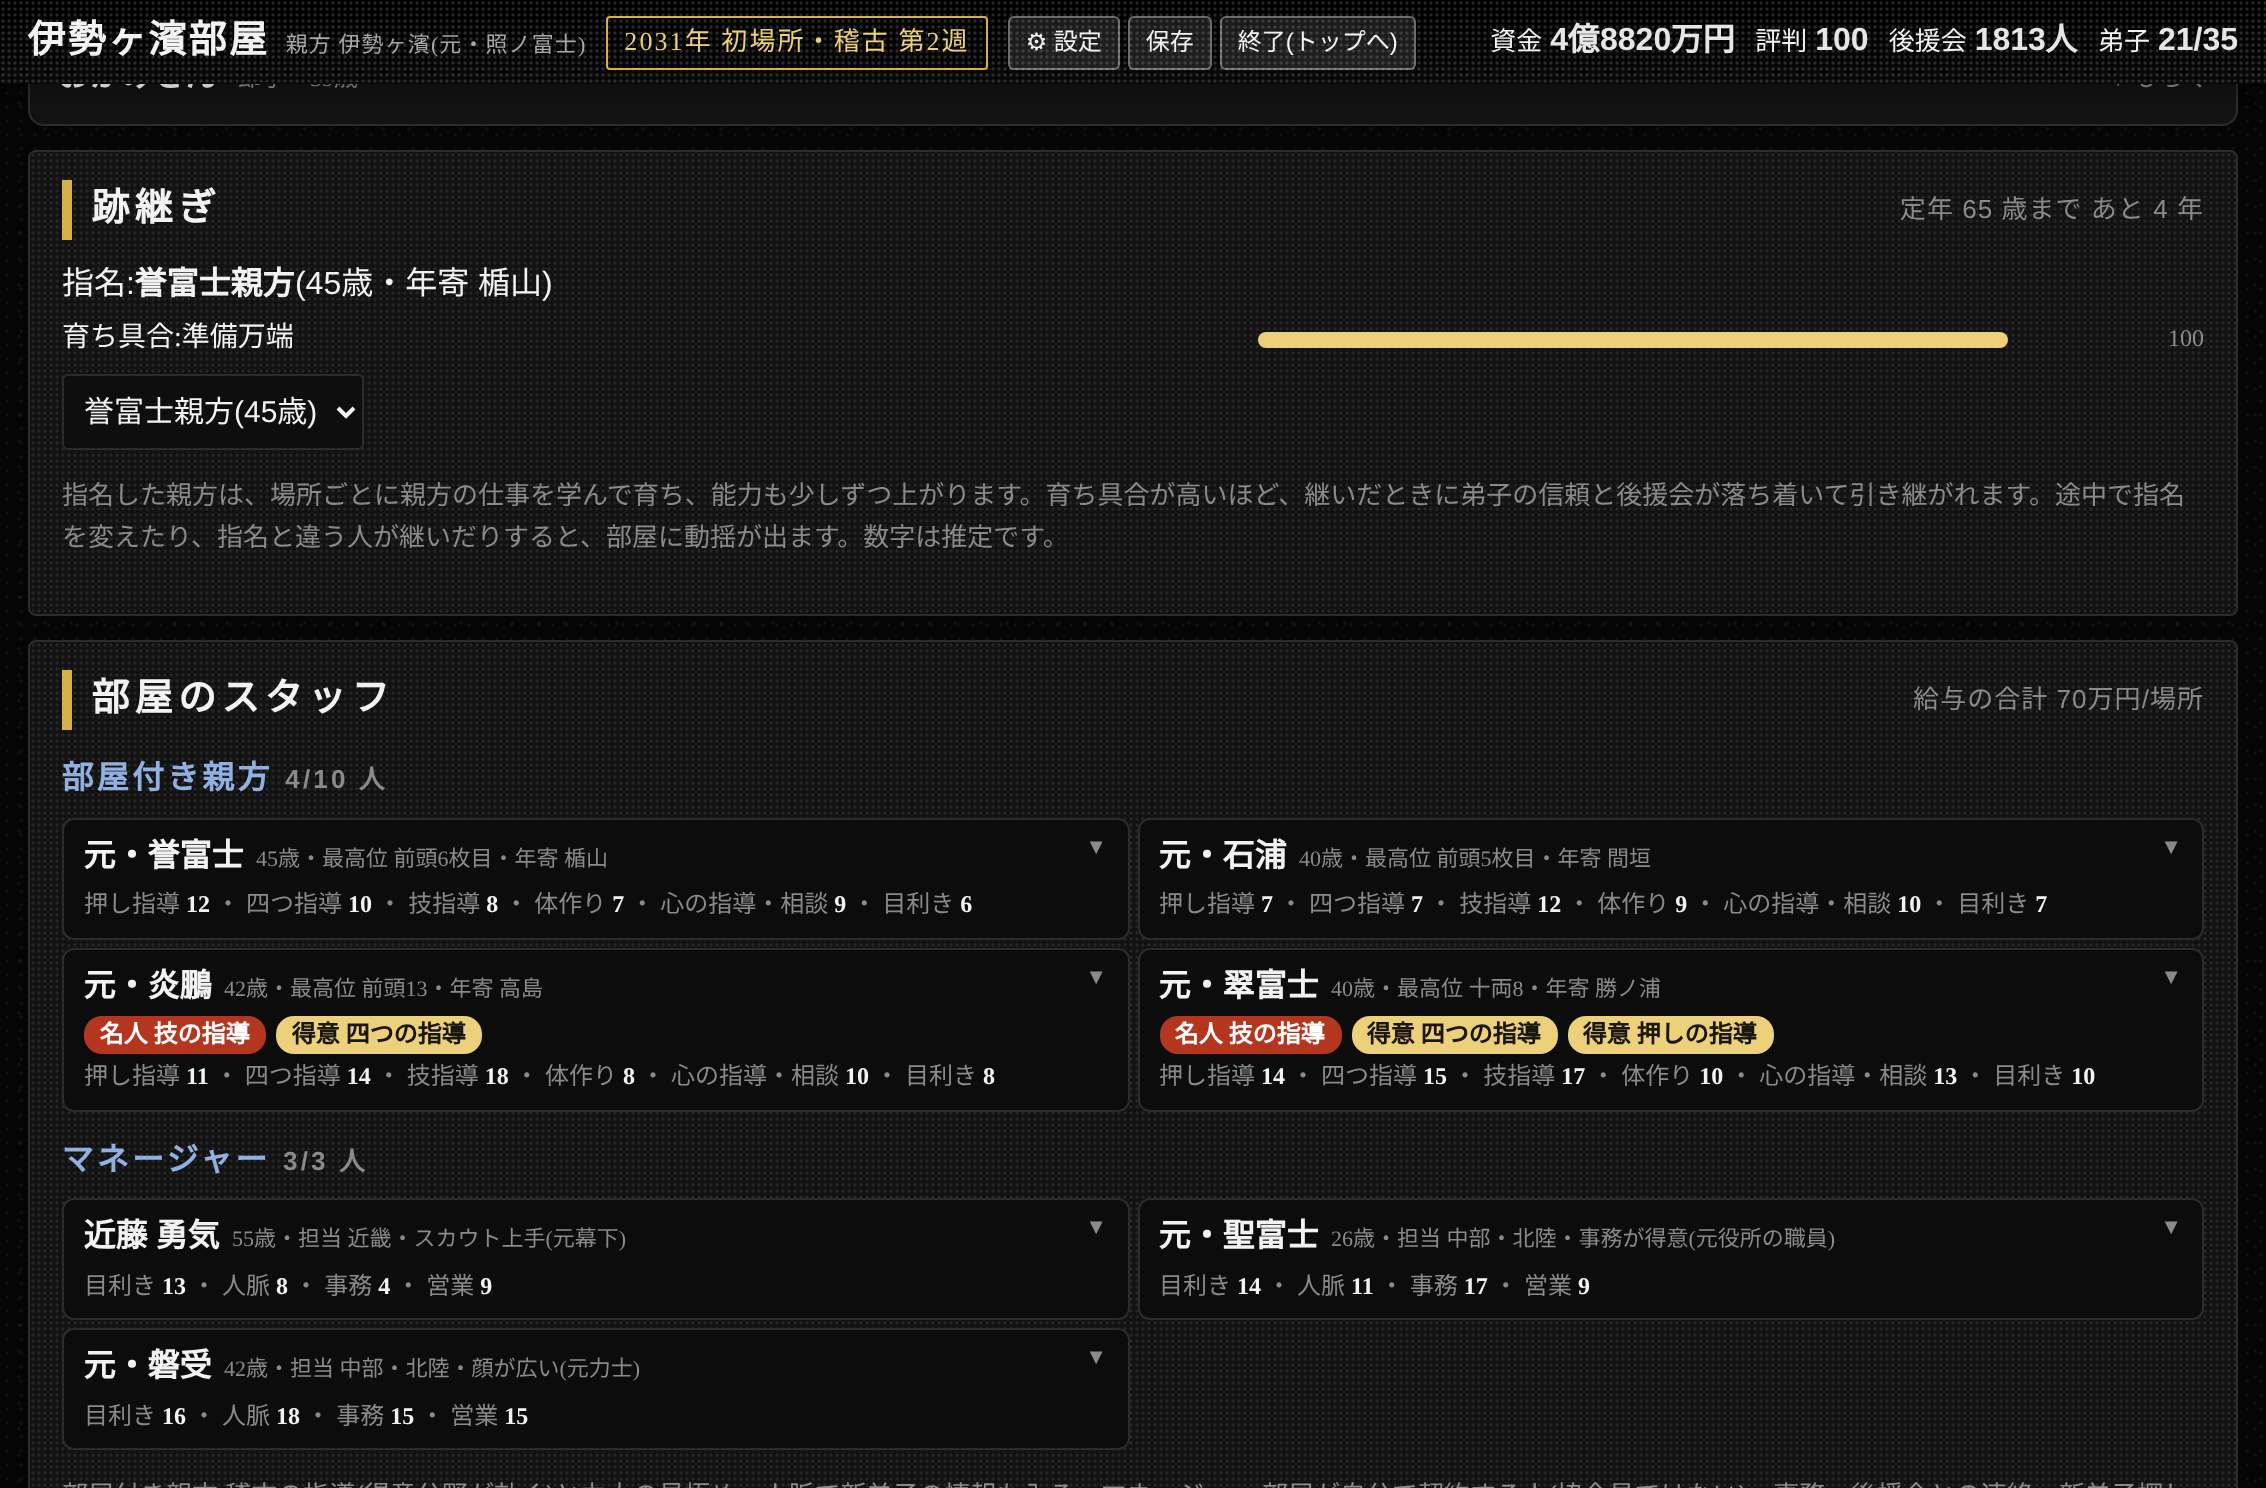 伊勢ヶ濱部屋 親方 伊勢ヶ濱(元・照ノ富士) 2031年 初場所・稽古 第2週 ⚙ 設定 保存 終了(トップへ) 資金 4億8820万円 評判 100 後援会 1813人 弟子 21/35
跡継ぎ 定年 65 歳まで あと 4 年
指名:誉富士親方(45歳・年寄 楯山)
育ち具合:準備万端 100
誉富士親方(45歳)
指名した親方は、場所ごとに親方の仕事を学んで育ち、能力も少しずつ上がります。育ち具合が高いほど、継いだときに弟子の信頼と後援会が落ち着いて引き継がれます。途中で指名
を変えたり、指名と違う人が継いだりすると、部屋に動揺が出ます。数字は推定です。
部屋のスタッフ 給与の合計 70万円/場所
部屋付き親方 4/10 人
元・誉富士 45歳・最高位 前頭6枚目・年寄 楯山 ▼
押し指導 12 ・ 四つ指導 10 ・ 技指導 8 ・ 体作り 7 ・ 心の指導・相談 9 ・ 目利き 6
元・石浦 40歳・最高位 前頭5枚目・年寄 間垣 ▼
押し指導 7 ・ 四つ指導 7 ・ 技指導 12 ・ 体作り 9 ・ 心の指導・相談 10 ・ 目利き 7
元・炎鵬 42歳・最高位 前頭13・年寄 高島 ▼
名人 技の指導 得意 四つの指導
押し指導 11 ・ 四つ指導 14 ・ 技指導 18 ・ 体作り 8 ・ 心の指導・相談 10 ・ 目利き 8
元・翠富士 40歳・最高位 十両8・年寄 勝ノ浦 ▼
名人 技の指導 得意 四つの指導 得意 押しの指導
押し指導 14 ・ 四つ指導 15 ・ 技指導 17 ・ 体作り 10 ・ 心の指導・相談 13 ・ 目利き 10
マネージャー 3/3 人
近藤 勇気 55歳・担当 近畿・スカウト上手(元幕下) ▼
目利き 13 ・ 人脈 8 ・ 事務 4 ・ 営業 9
元・聖富士 26歳・担当 中部・北陸・事務が得意(元役所の職員) ▼
目利き 14 ・ 人脈 11 ・ 事務 17 ・ 営業 9
元・磐受 42歳・担当 中部・北陸・顔が広い(元力士) ▼
目利き 16 ・ 人脈 18 ・ 事務 15 ・ 営業 15